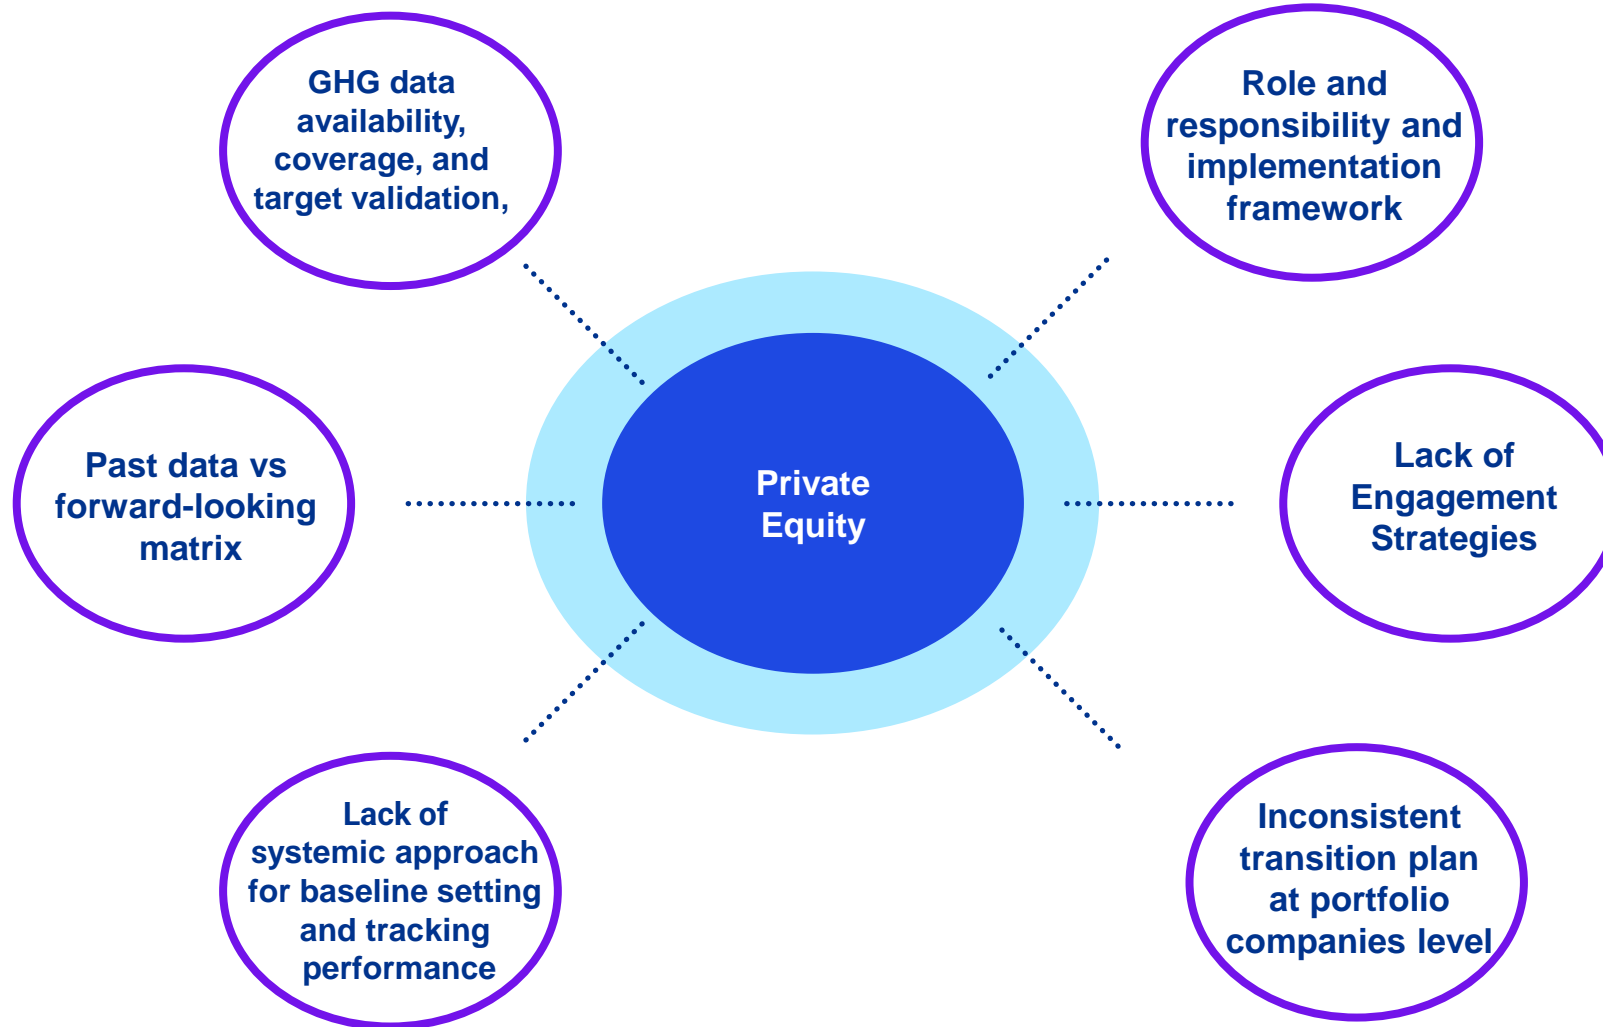 GHG data
availability,
coverage, and
target validation,
Role and
responsibility and
implementation
framework
Past data vs
forward-looking
matrix
Private
Equity
Lack of
Engagement
Strategies
Lack of
systemic approach
for baseline setting
and tracking
performance
Inconsistent
transition plan
at portfolio
companies level